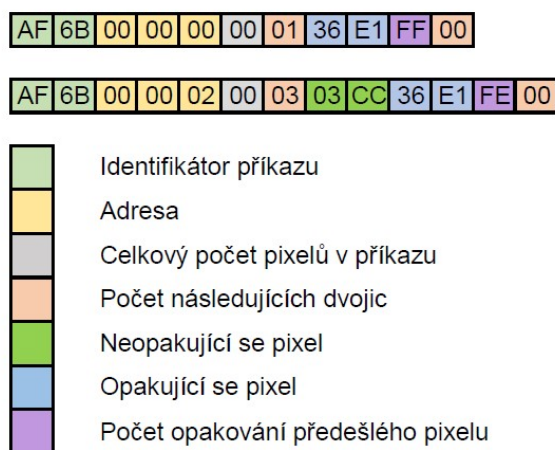 AF 6B 00 00 00 00 01 36 E1 FF 00
AF 6B 00 00 02 00 03 03 CC 36 E1 FE 00
Identifikátor příkazu
Adresa
Celkový počet pixelů v příkazu
Počet následujících dvojic
Neopakující se pixel
Opakující se pixel
Počet opakování předešlého pixelu